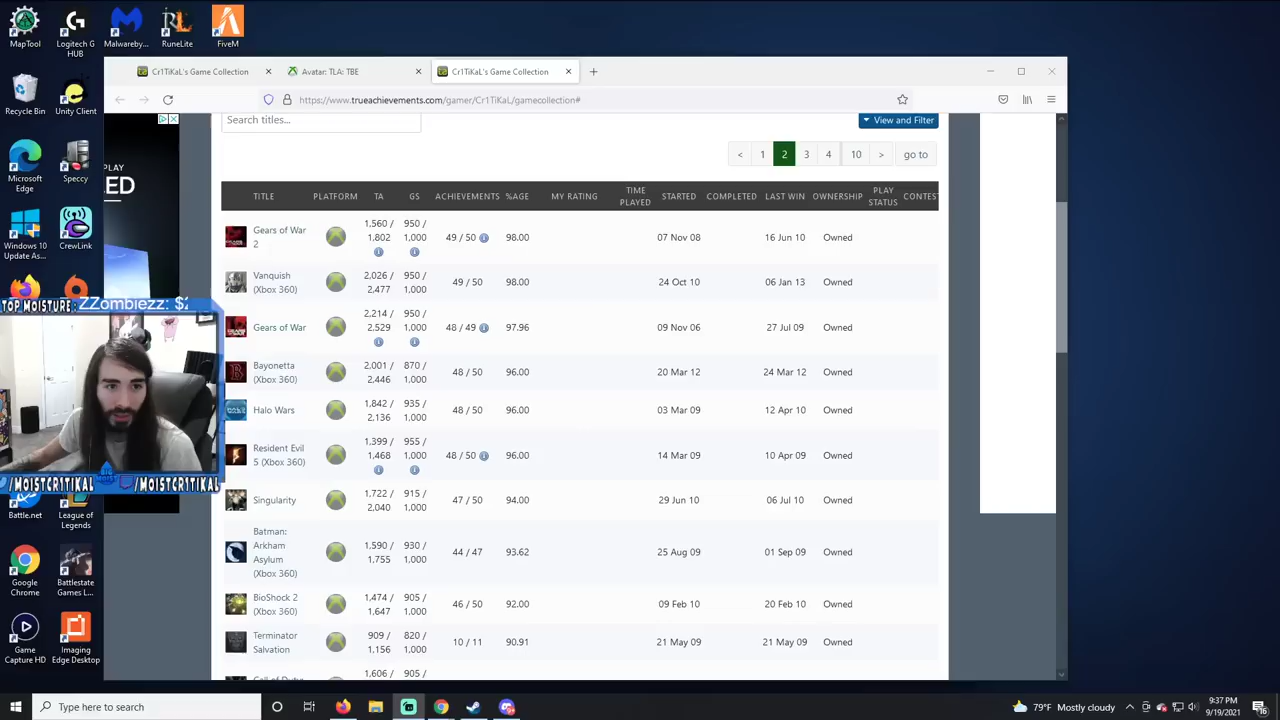 MapTool
Logitech G HUB
Malwareby...
RuneLite
FiveM
Recycle Bin
Unity Client
Microsoft Edge
Speccy
Windows 10 Update As...
CrewLink
Battle.net
League of Legends
Google Chrome
Battlestate Games L...
Game Capture HD
Imaging Edge Desktop
Cr1TiKaL's Game Collection
Avatar: TLA: TBE
Cr1TiKaL's Game Collection
https://www.trueachievements.com/gamer/Cr1TiKaL/gamecollection#
PLAY
Search titles...
View and Filter
< 1 2 3 4 10 > go to
TITLE PLATFORM TA GS ACHIEVEMENTS %AGE MY RATING TIME PLAYED STARTED COMPLETED LAST WIN OWNERSHIP PLAY STATUS CONTEST
Gears of War 2 1,560 / 1,802 950 / 1,000 49 / 50 98.00 07 Nov 08 16 Jun 10 Owned
Vanquish (Xbox 360) 2,026 / 2,477 950 / 1,000 49 / 50 98.00 24 Oct 10 06 Jan 13 Owned
Gears of War 2,214 / 2,529 950 / 1,000 48 / 49 97.96 09 Nov 06 27 Jul 09 Owned
Bayonetta (Xbox 360) 2,001 / 2,446 870 / 1,000 48 / 50 96.00 20 Mar 12 24 Mar 12 Owned
Halo Wars 1,842 / 2,136 935 / 1,000 48 / 50 96.00 03 Mar 09 12 Apr 10 Owned
Resident Evil 5 (Xbox 360) 1,399 / 1,468 955 / 1,000 48 / 50 96.00 14 Mar 09 10 Apr 09 Owned
Singularity 1,722 / 2,040 915 / 1,000 47 / 50 94.00 29 Jun 10 06 Jul 10 Owned
Batman: Arkham Asylum (Xbox 360) 1,590 / 1,755 930 / 1,000 44 / 47 93.62 25 Aug 09 01 Sep 09 Owned
BioShock 2 (Xbox 360) 1,474 / 1,647 905 / 1,000 46 / 50 92.00 09 Feb 10 20 Feb 10 Owned
Terminator Salvation 909 / 1,156 820 / 1,000 10 / 11 90.91 21 May 09 21 May 09 Owned
1,606 / 905 /
TOP MOISTURE: ZZombiezz: $2
/MOISTCR1TIKAL /MOISTCR1TIKAL
Type here to search
79°F Mostly cloudy
9:37 PM
9/19/2021